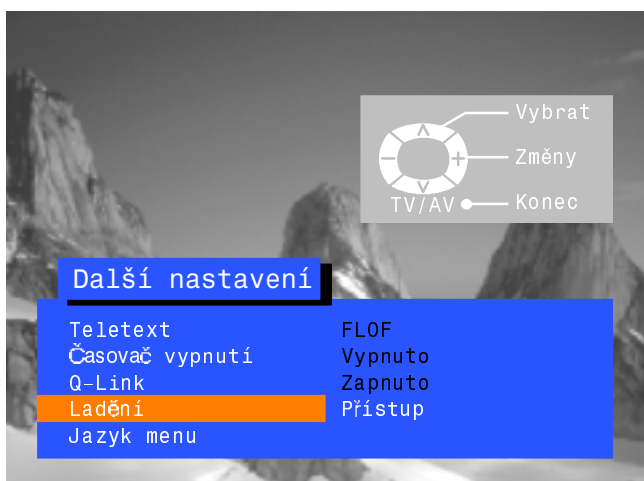 Vybrat
Změny
TV/AV Konec
Další nastavení
Teletext FLOF
Časovač vypnutí Vypnuto
Q-Link Zapnuto
Ladění Přístup
Jazyk menu